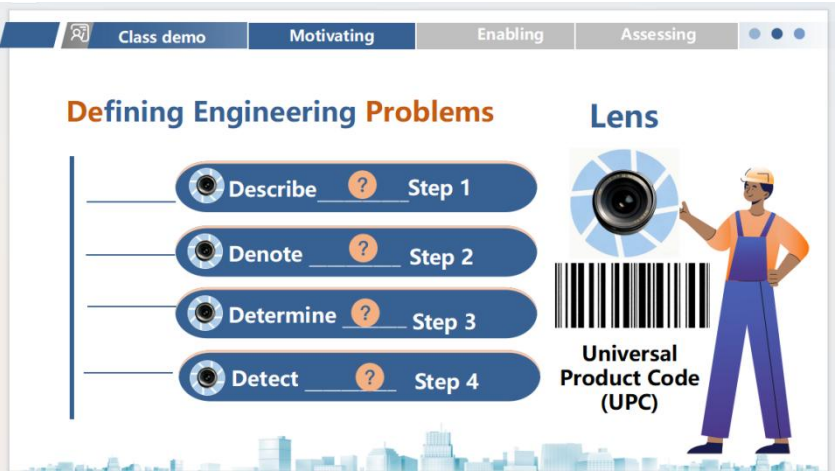 Class demo
Motivating
Enabling
Assessing
Defining Engineering Problems
Lens
Describe ? Step 1
Denote ? Step 2
Determine ? Step 3
Detect ? Step 4
Universal
Product Code
(UPC)